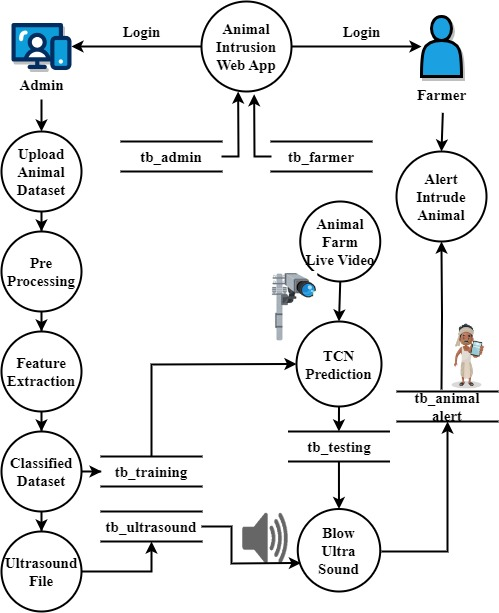 Login
Animal
Intrusion
Web App
Login
Admin
Farmer
tb_admin
tb_farmer
Upload
Animal
Dataset
Alert
Intrude
Animal
Animal
Farm
Live Video
Pre
Processing
TCN
Prediction
Feature
Extraction
tb_animal
alert
tb_testing
Classified
Dataset
tb_training
tb_ultrasound
Blow
Ultra
Sound
Ultrasound
File